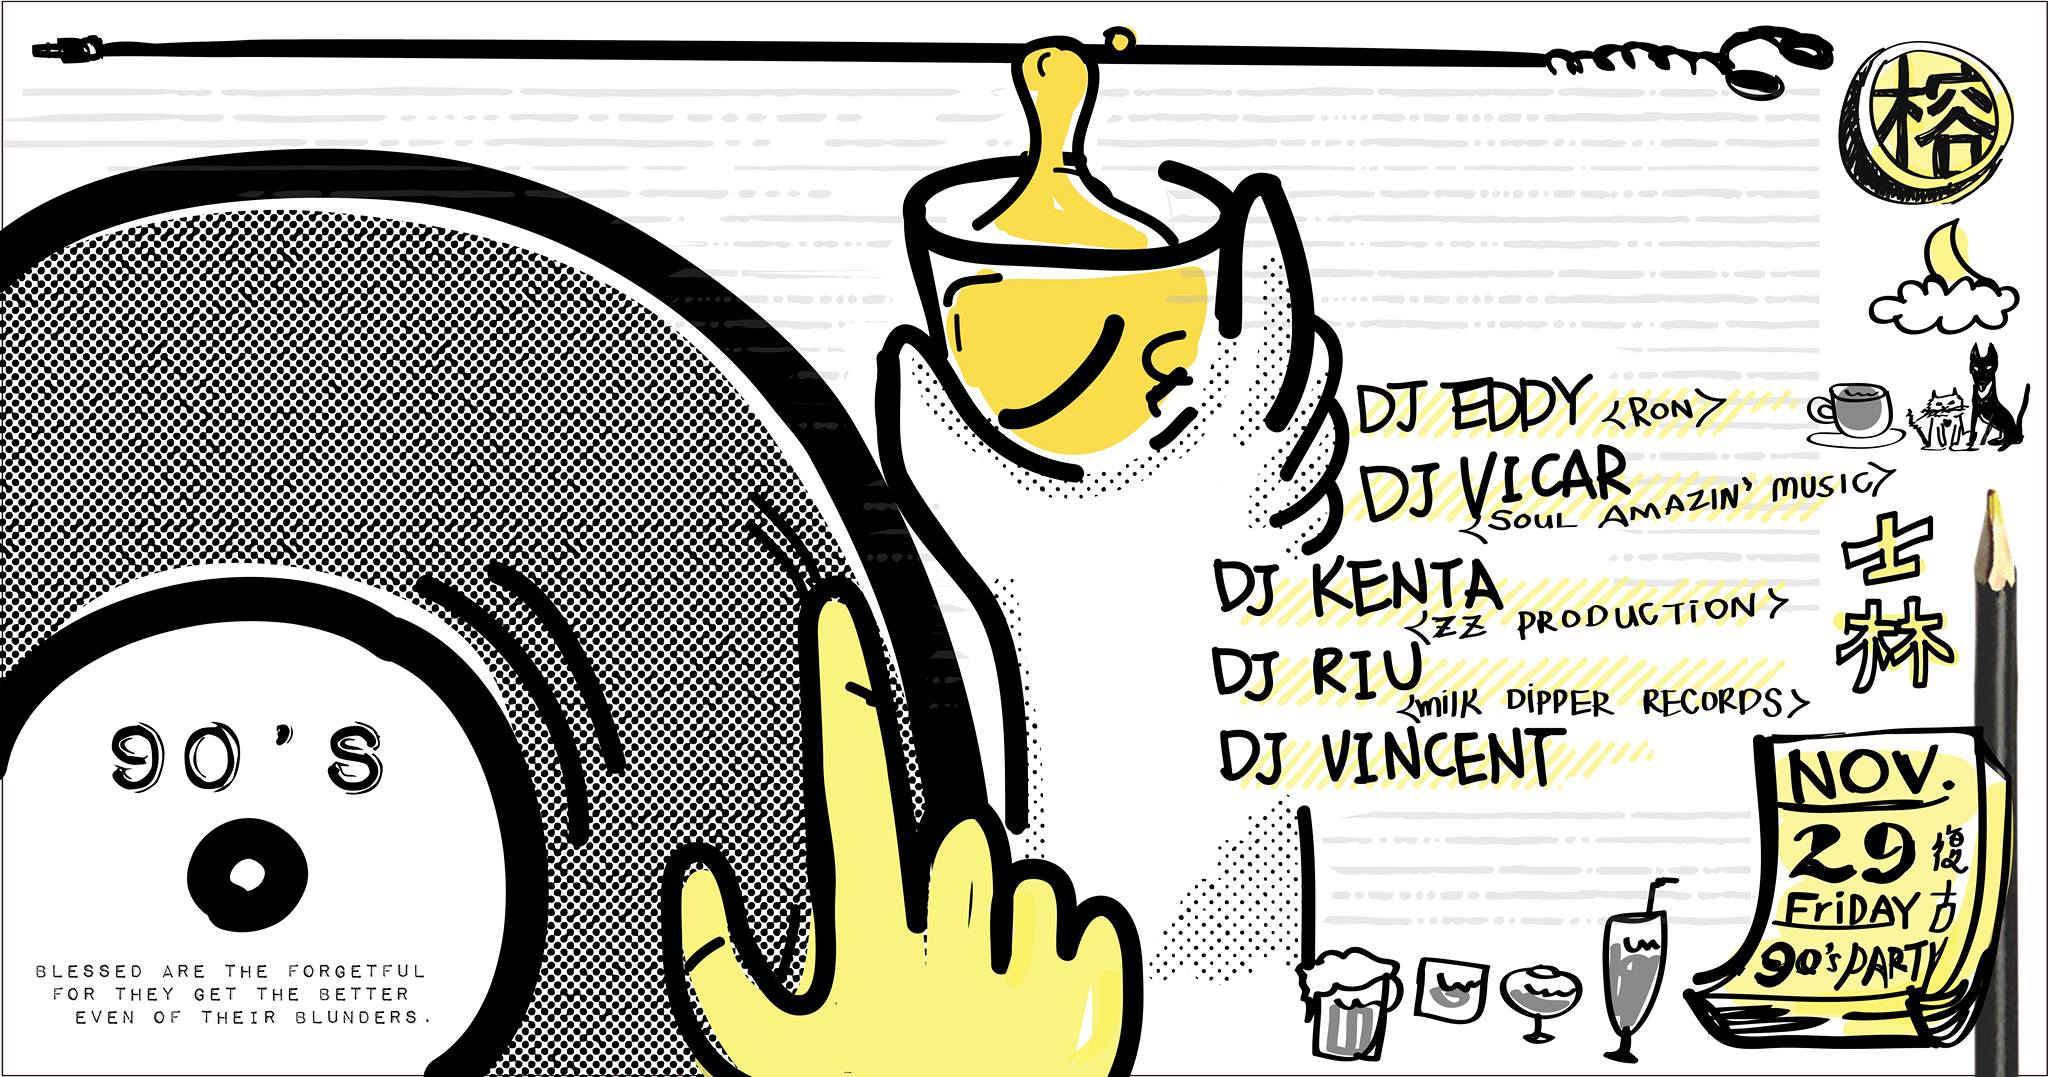 榕
DJ EDDY <RON>
DJ VICAR
<SOUL AMAZIN' MUSIC>
DJ KENTA
<ZZ PRODUCTION>
DJ RIU
<milK DiPPER RECORDS>
DJ VINCENT
士
林
NOV.
29
FRiDAY
90's PARTY
復古
90'S
BLESSED ARE THE FORGETFUL
FOR THEY GET THE BETTER
EVEN OF THEIR BLUNDERS.